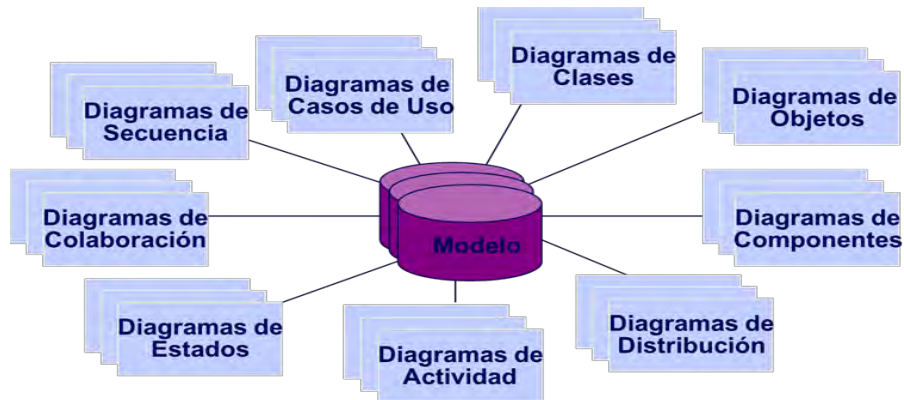 Diagramas de
Casos de Uso
Diagramas de
Clases
Diagramas de
Secuencia
Diagramas de
Objetos
Diagramas de
Colaboración
Modelo
Diagramas de
Componentes
Diagramas de
Estados
Diagramas de
Actividad
Diagramas de
Distribución